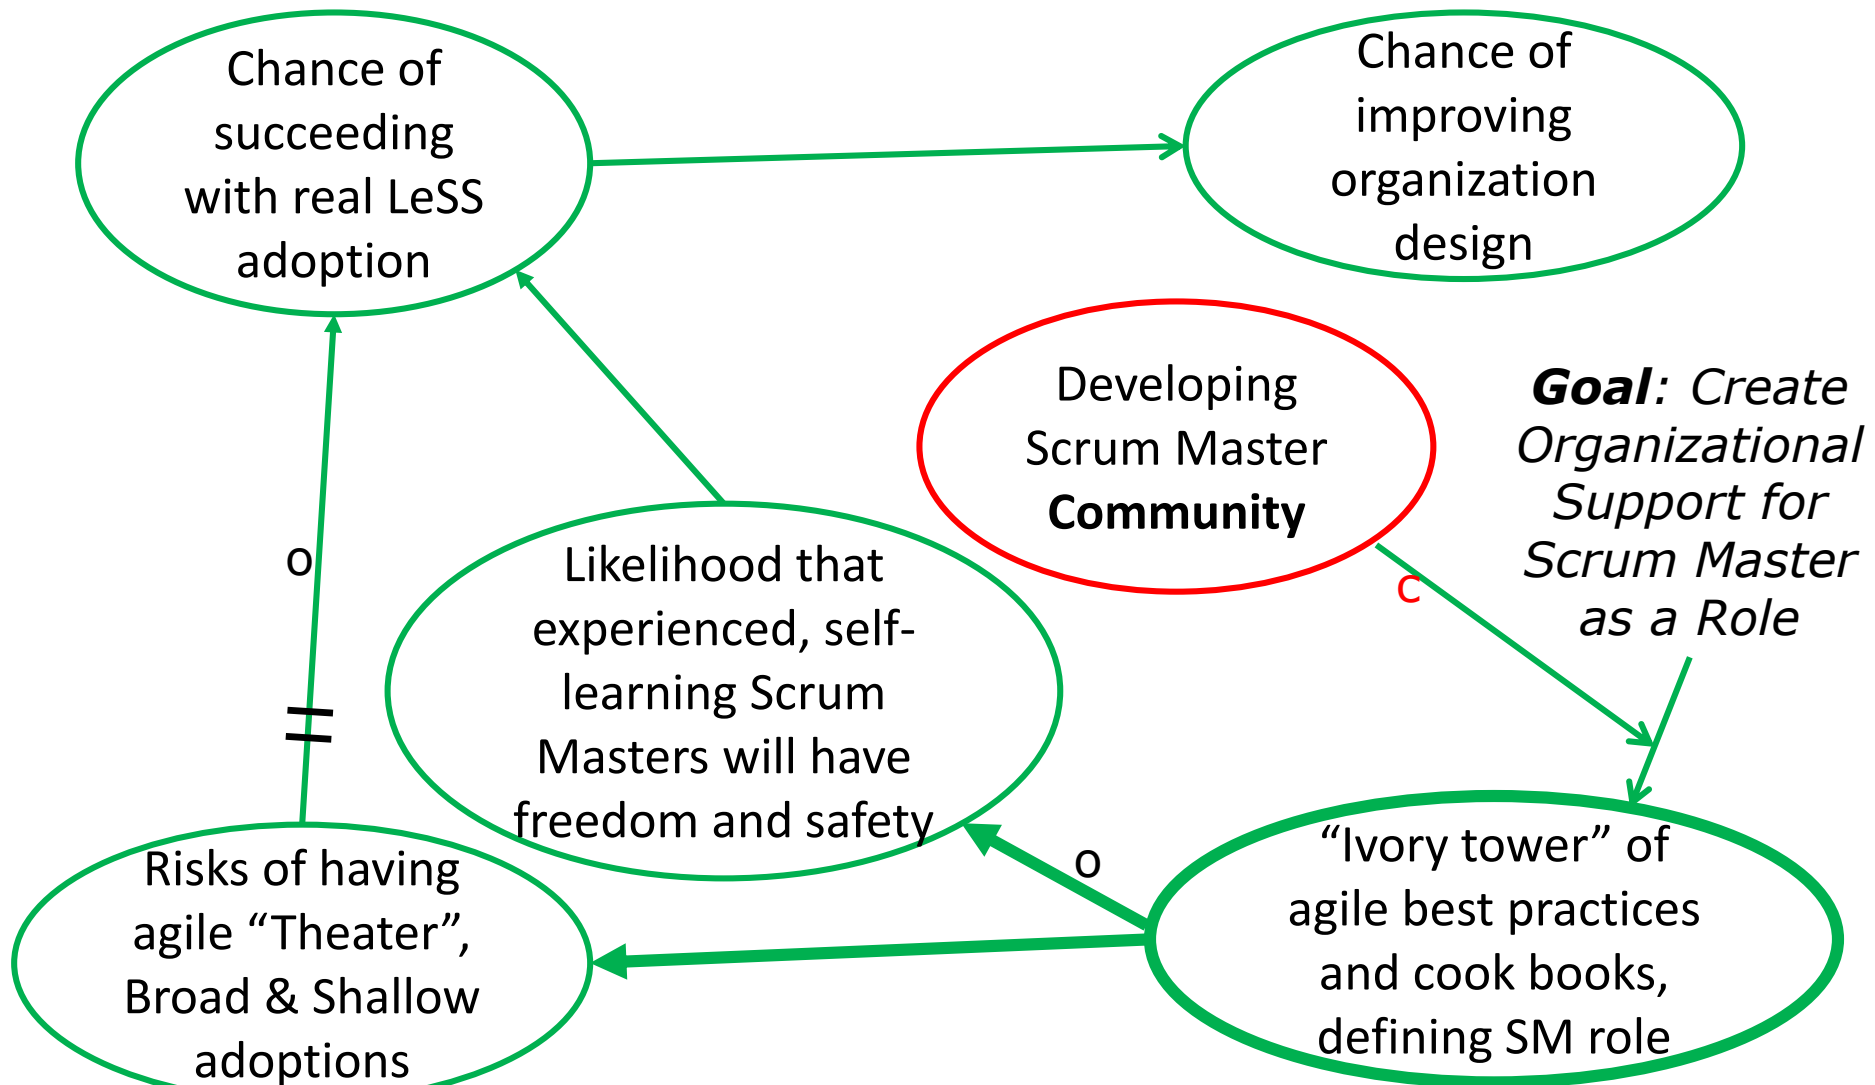 Chance of
succeeding
with real LeSS
adoption
Chance of
improving
organization
design
Developing
Scrum Master
Community
c
Goal: Create
Organizational
Support for
Scrum Master
as a Role
o
Likelihood that
experienced, self-
learning Scrum
Masters will have
freedom and safety
o
Risks of having
agile “Theater”,
Broad & Shallow
adoptions
“Ivory tower” of
agile best practices
and cook books,
defining SM role